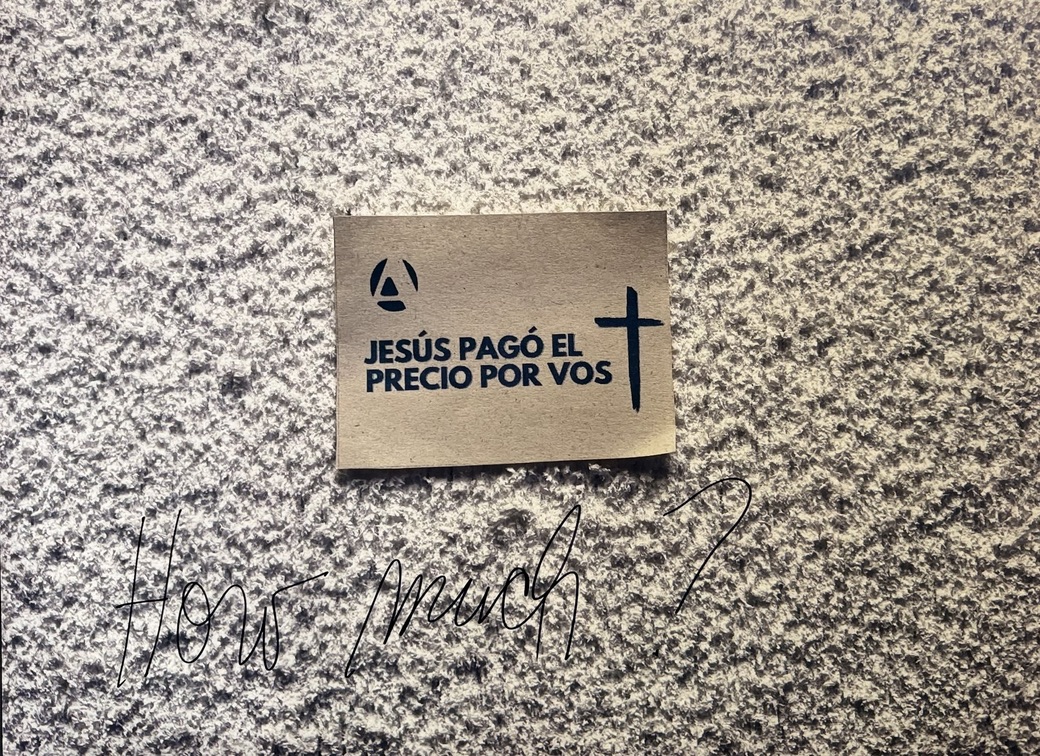 JESÚS PAGÓ EL
PRECIO POR VOS
How much ?